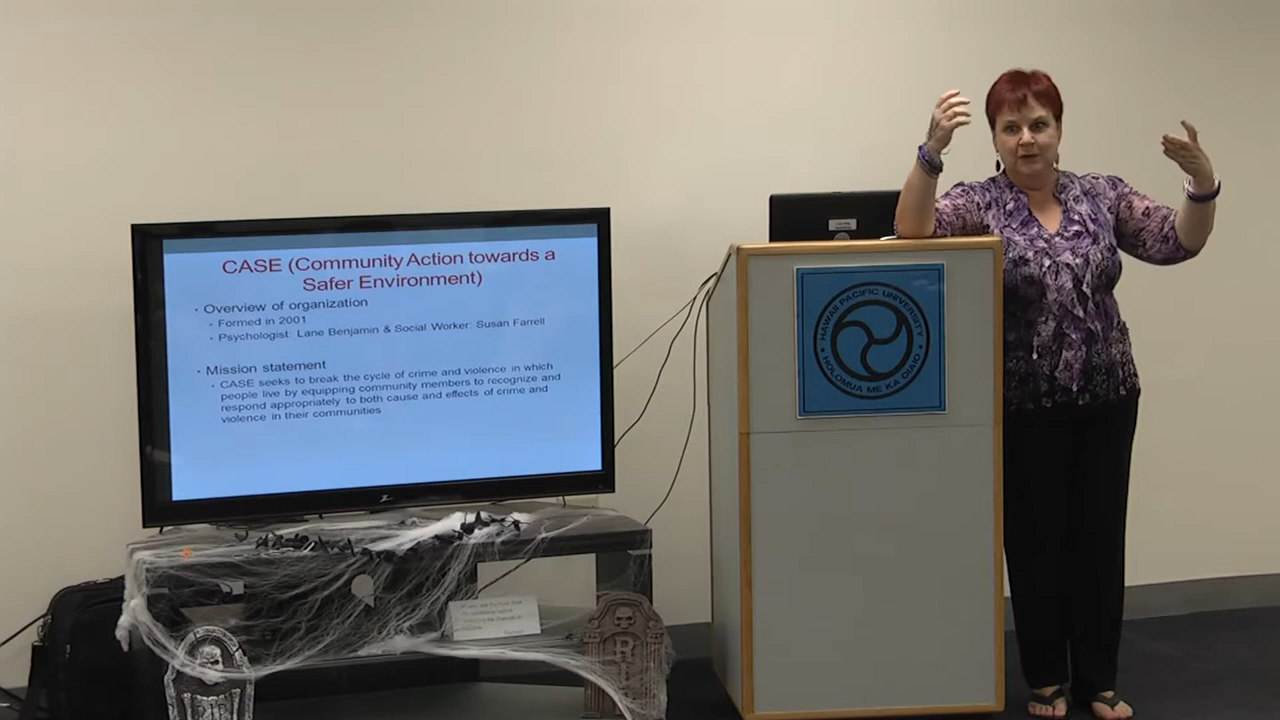 CASE (Community Action towards a
Safer Environment)
• Overview of organization
• Formed in 2001
• Psychologist: Lane Benjamin & Social Worker: Susan Farrell
• Mission statement
• CASE seeks to break the cycle of crime and violence in which
people live by equipping community members to recognize and
respond appropriately to both cause and effects of crime and
violence in their communities
HAWAII PACIFIC UNIVERSITY
HOLOMUA ME KA OIAIO
RIP